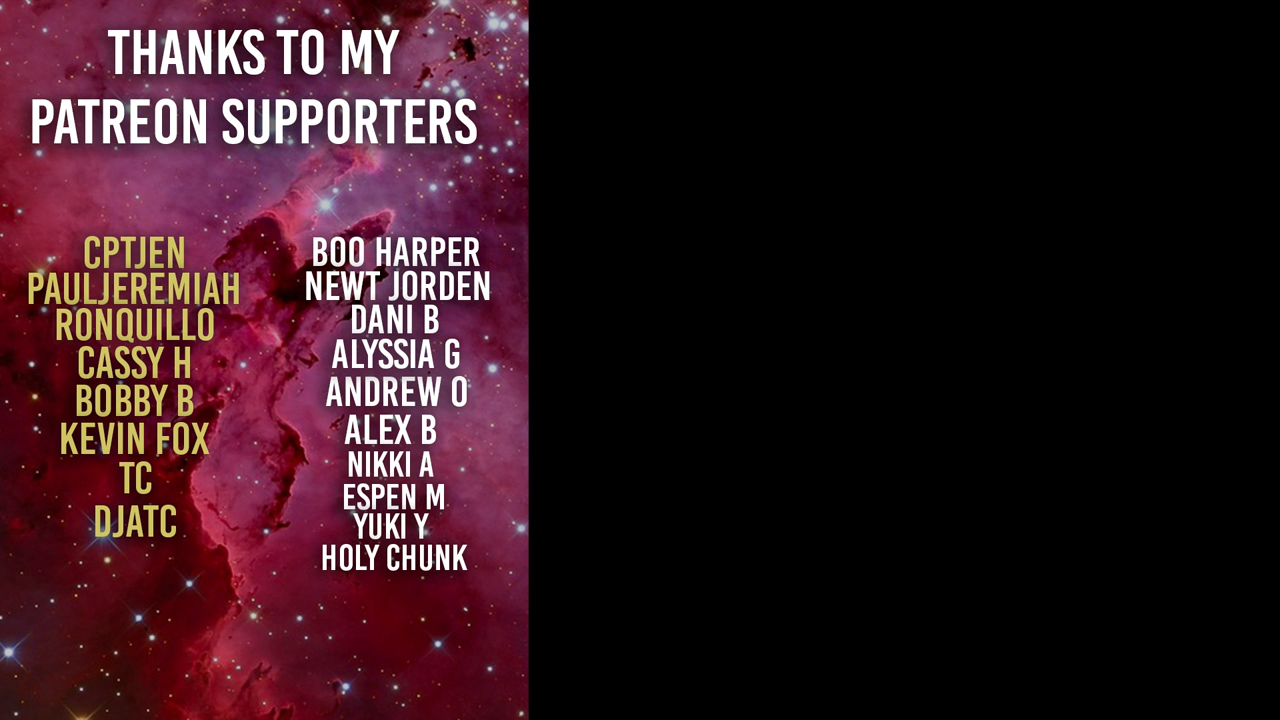 THANKS TO MY
PATREON SUPPORTERS
CPTJEN
PAULJEREMIAH
RONQUILLO
CASSY H
BOBBY B
KEVIN FOX
TC
DJATC
BOO HARPER
NEWT JORDEN
DANI B
ALYSSIA G
ANDREW O
ALEX B
NIKKI A
ESPEN M
YUKI Y
HOLY CHUNK